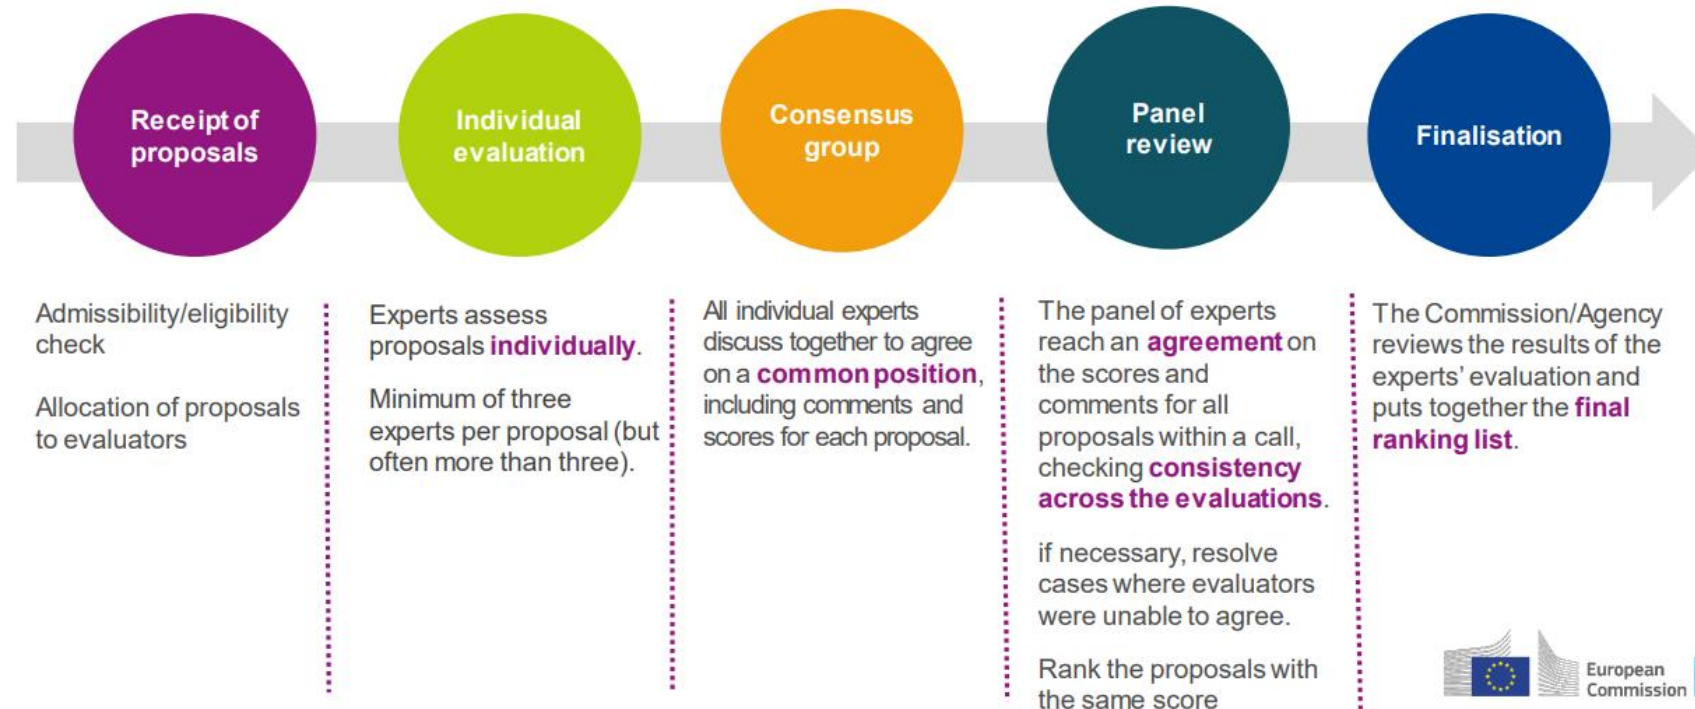 Receipt of
proposals
Individual
evaluation
Consensus
group
Panel
review
Finalisation
Admissibility/eligibility
check
Allocation of proposals
to evaluators
Experts assess
proposals individually.
Minimum of three
experts per proposal (but
often more than three).
All individual experts
discuss together to agree
on a common position,
including comments and
scores for each proposal.
The panel of experts
reach an agreement on
the scores and
comments for all
proposals within a call,
checking consistency
across the evaluations.
if necessary, resolve
cases where evaluators
were unable to agree.
Rank the proposals with
the same score
The Commission/Agency
reviews the results of the
experts' evaluation and
puts together the final
ranking list.
European
Commission